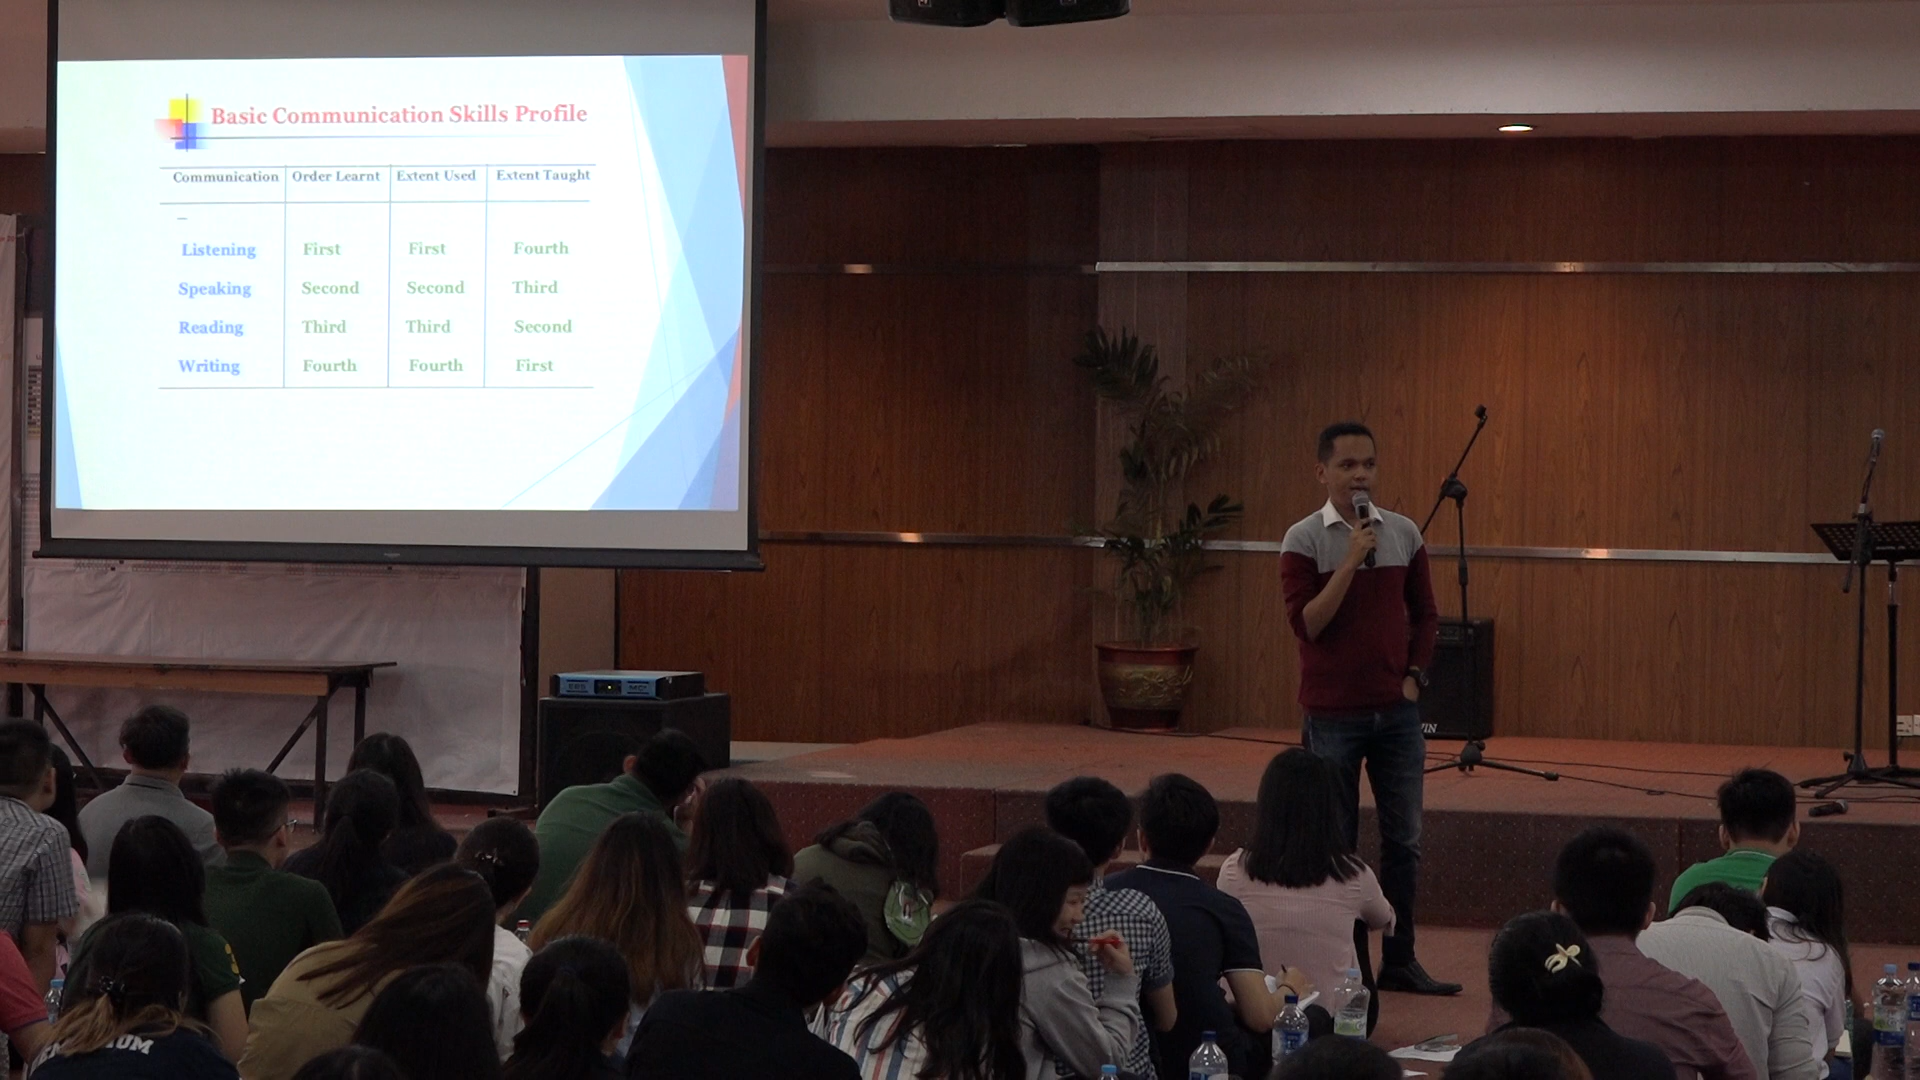 Basic Communication Skills Profile
Communication Order Learnt Extent Used Extent Taught
–
Listening First First Fourth
Speaking Second Second Third
Reading Third Third Second
Writing Fourth Fourth First